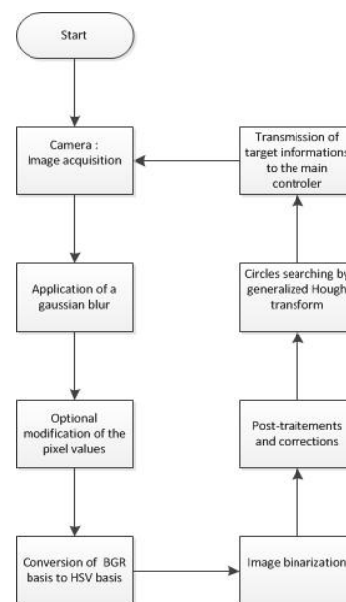 Start
Camera :
Image acquisition
Application of a
gaussian blur
Optional
modification of the
pixel values
Conversion of BGR
basis to HSV basis
Image binarization
Post-traitements
and corrections
Circles searching by
generalized Hough
transform
Transmission of
target informations
to the main
controler